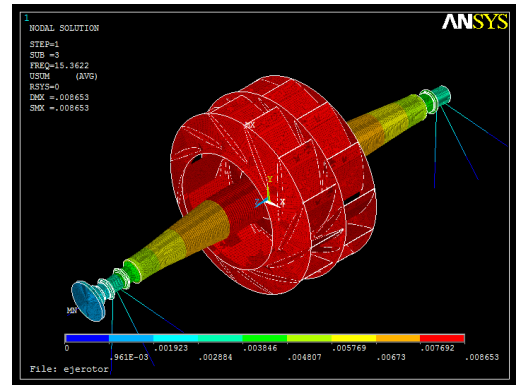 1
ANSYS
NODAL SOLUTION
STEP=1
SUB =3
FREQ=15.3622
USUM (AVG)
RSYS=0
DMX =.008653
SMX =.008653
MX
Y
Z X
MN
0 .001923 .003846 .005769 .007692
.961E-03 .002884 .004807 .00673 .008653
File: ejerotor